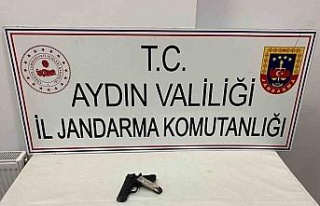 T.C.
AYDIN VALİLİĞİ
İL JANDARMA KOMUTANLIĞI